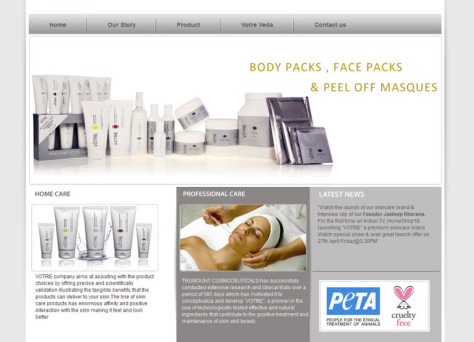 Home Our Story Product Votre Veda Contact us
BODY PACKS , FACE PACKS
& PEEL OFF MASQUES
HOME CARE
VOTRE company aims at assisting with the product
choices by offing precise and scientifically
validation illustrating the tangible benefits that the
products can deliver to your skin.The line of skin
care products has enormous affinity and positive
interaction with the skin making it feel and look
better
PROFESSIONAL CARE
TRUMOUNT COSMOCEUTICALS has successfully
conducted extensive research and clinical trials over a
period of 585 days which has motivated it to
conceptualize and develop "VOTRE", a pioneer in the
use of technologically tested effective and natural
ingredients that contribute to the positive treatment and
maintenance of skin and beauty.
LATEST NEWS
"Watch the launch of our skincare brand &
interview clip of our Founder Jasleep Khurana.
For the first time on Indian TV, HomeShop18
launching "VOTRE" a premium skincare brand.
Watch special show & avail great launch offer on
27th April-Friday@3.30PM"
PETA
PEOPLE FOR THE ETHICAL
TREATMENT OF ANIMALS
cruelty
free